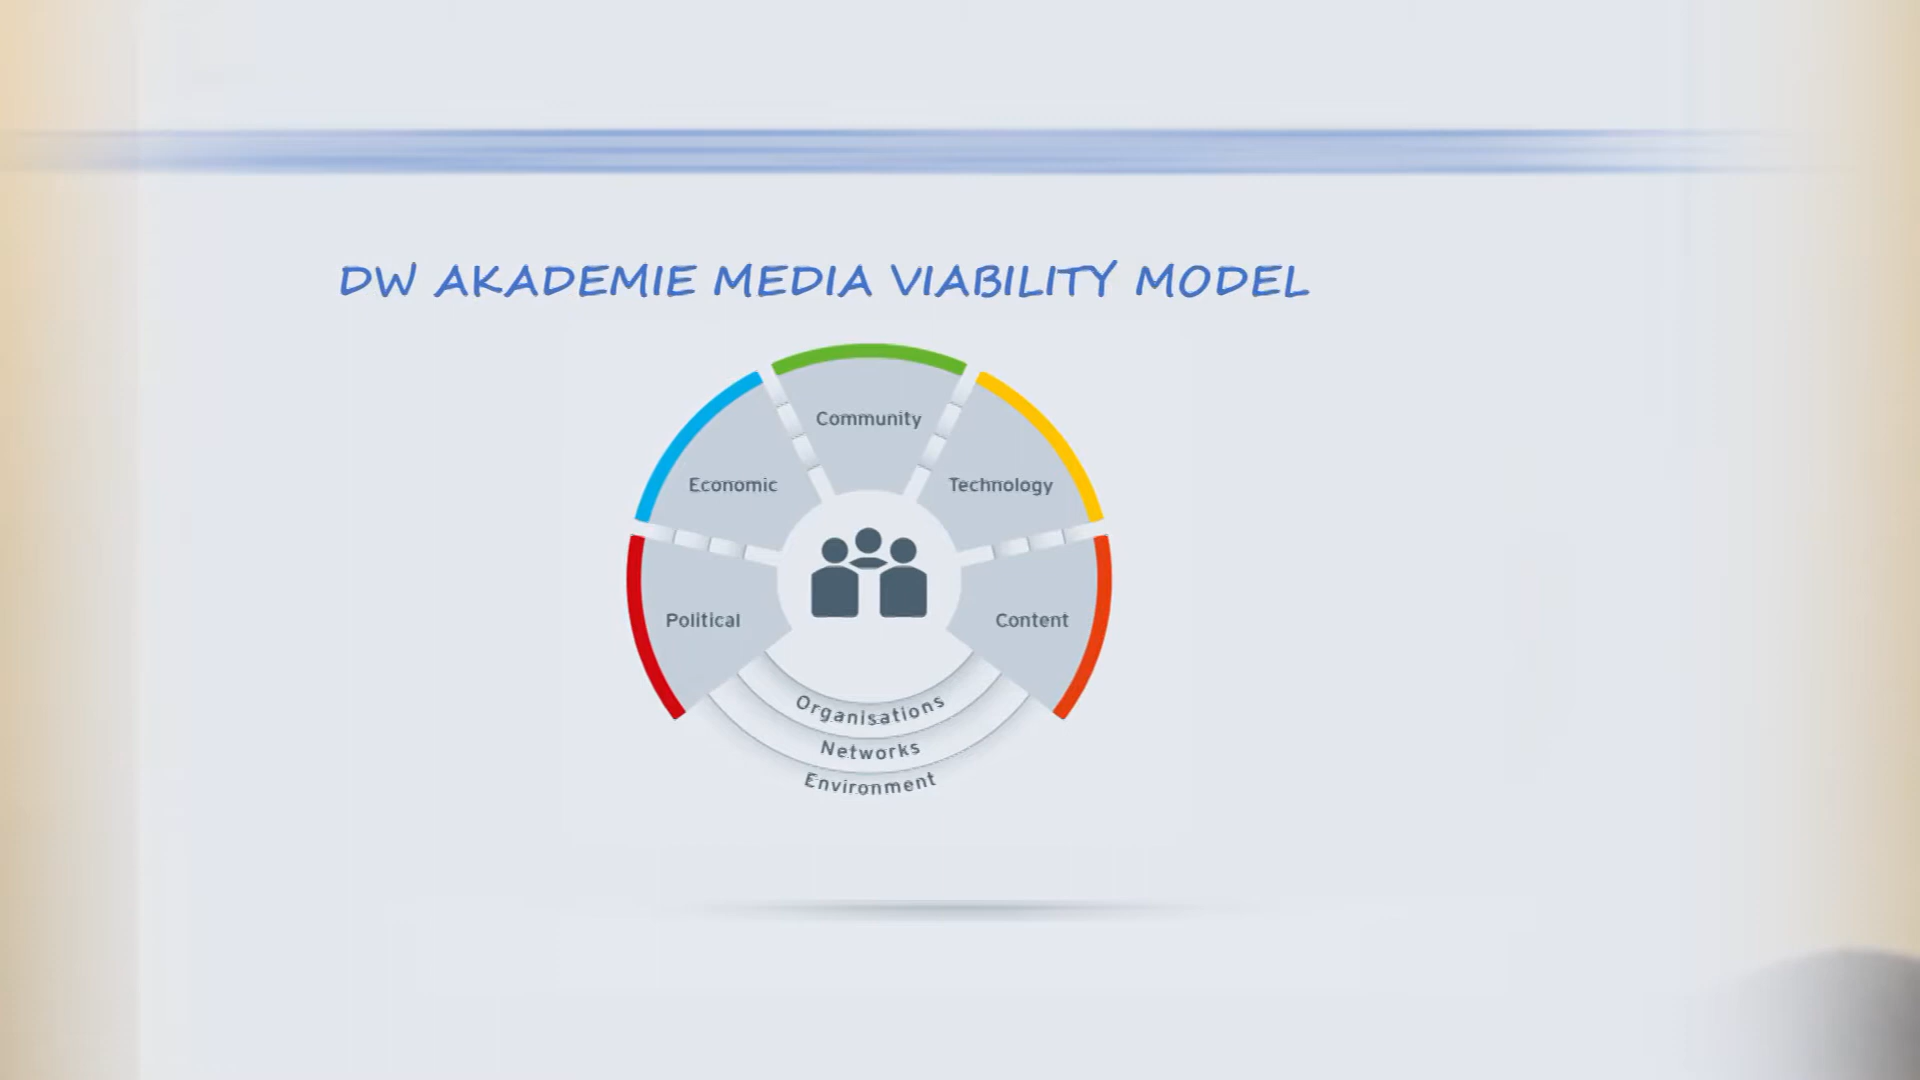 DW AKADEMIE MEDIA VIABILITY MODEL
Community
Economic
Technology
Political
Content
Organisations
Networks
Environment